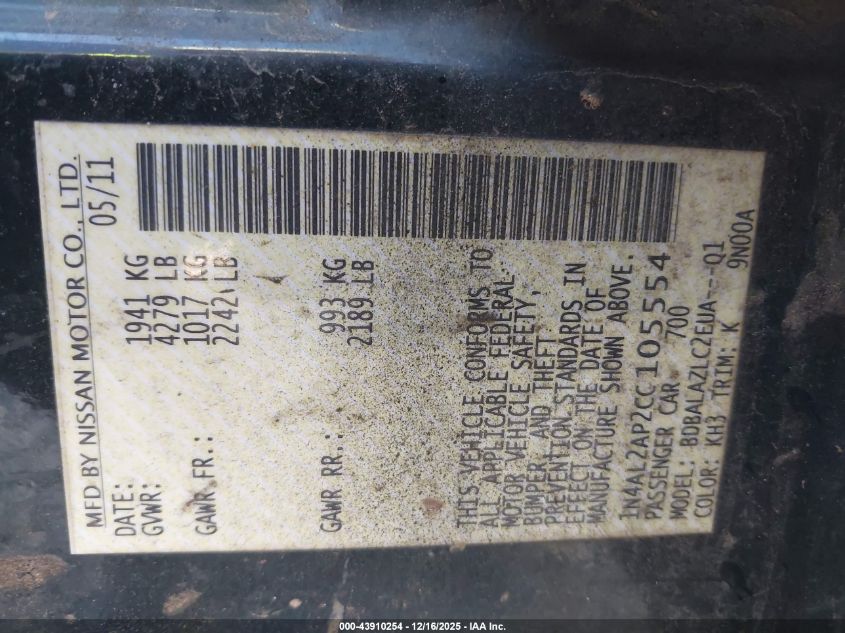 MFD BY NISSAN MOTOR CO., LTD.
DATE: 05/11
GVWR: 1941 KG
4279 LB
GAWR FR.: 1017 KG
2242 LB
GAWR RR.: 993 KG
2189 LB
THIS VEHICLE CONFORMS TO
ALL APPLICABLE FEDERAL
MOTOR VEHICLE SAFETY,
BUMPER AND THEFT
PREVENTION STANDARDS IN
EFFECT ON THE DATE OF
MANUFACTURE SHOWN ABOVE.
1N4AL2AP2CC105554
PASSENGER CAR 700
MODEL: BDBALAZLC2EUA---Q1
COLOR: KH3 TRIM: K 9N00A
000-43910254 - 12/16/2025 - IAA Inc.